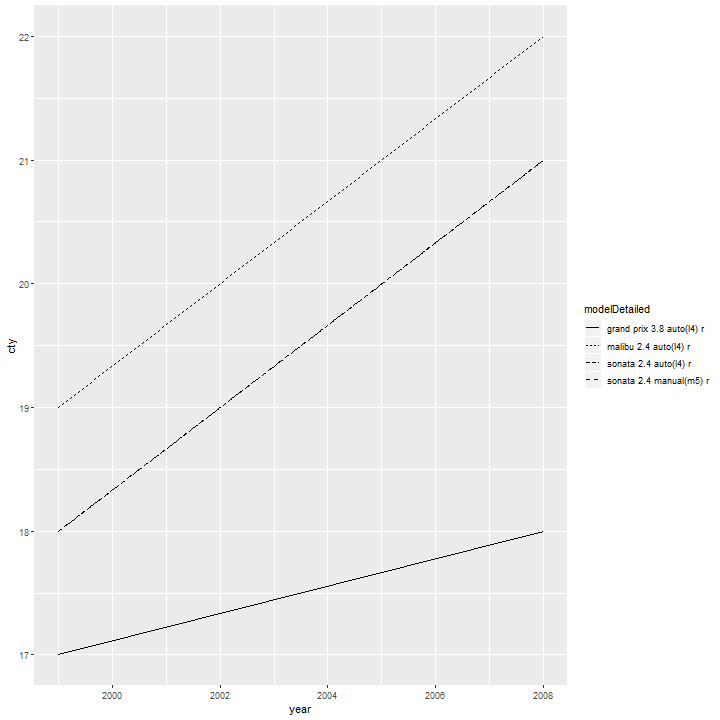 22
21
20
19
18
17
cty
2000 2002 2004 2006 2008
year
modelDetailed
grand prix 3.8 auto(l4) r
malibu 2.4 auto(l4) r
sonata 2.4 auto(l4) r
sonata 2.4 manual(m5) r